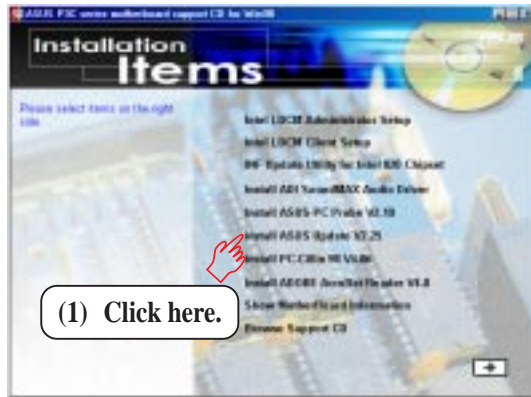 ASUS P3C series motherboard support CD for Win98
Installation
Items
Please select items on the right
side.
Intel LDCM Administrator Setup
Intel LDCM Client Setup
INF Update Utility for Intel 820 Chipset
Install ADI SoundMAX Audio Driver
Install ASUS-PC Probe V2.10
Install ASUS Update V2.25
Install PC-Cillin 98 V6.06
Install ADOBE Acrobat Reader V4.0
Show Motherboard Information
Browse Support CD
(1) Click here.